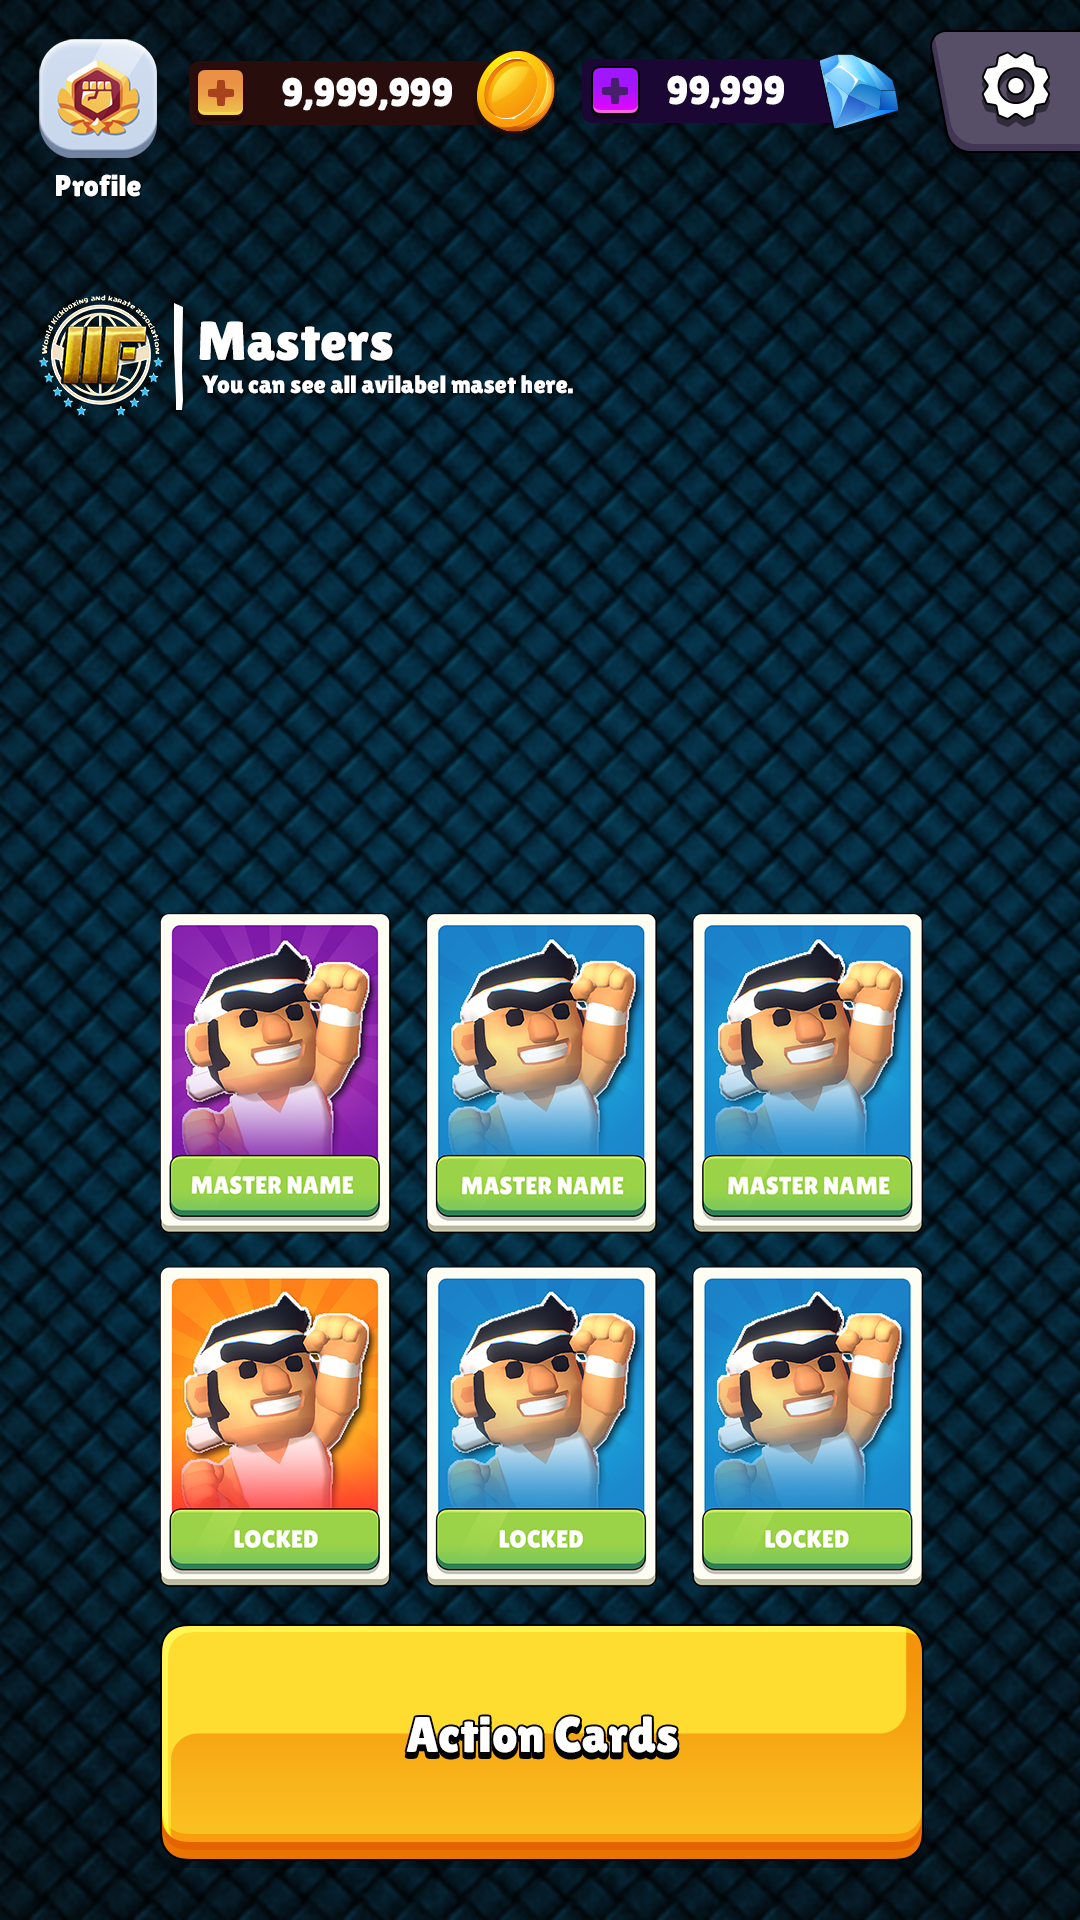 9,999,999
99,999
Profile
World Kickboxing and karate association
IIF
Masters
You can see all avilabel maset here.
MASTER NAME
MASTER NAME
MASTER NAME
LOCKED
LOCKED
LOCKED
Action Cards